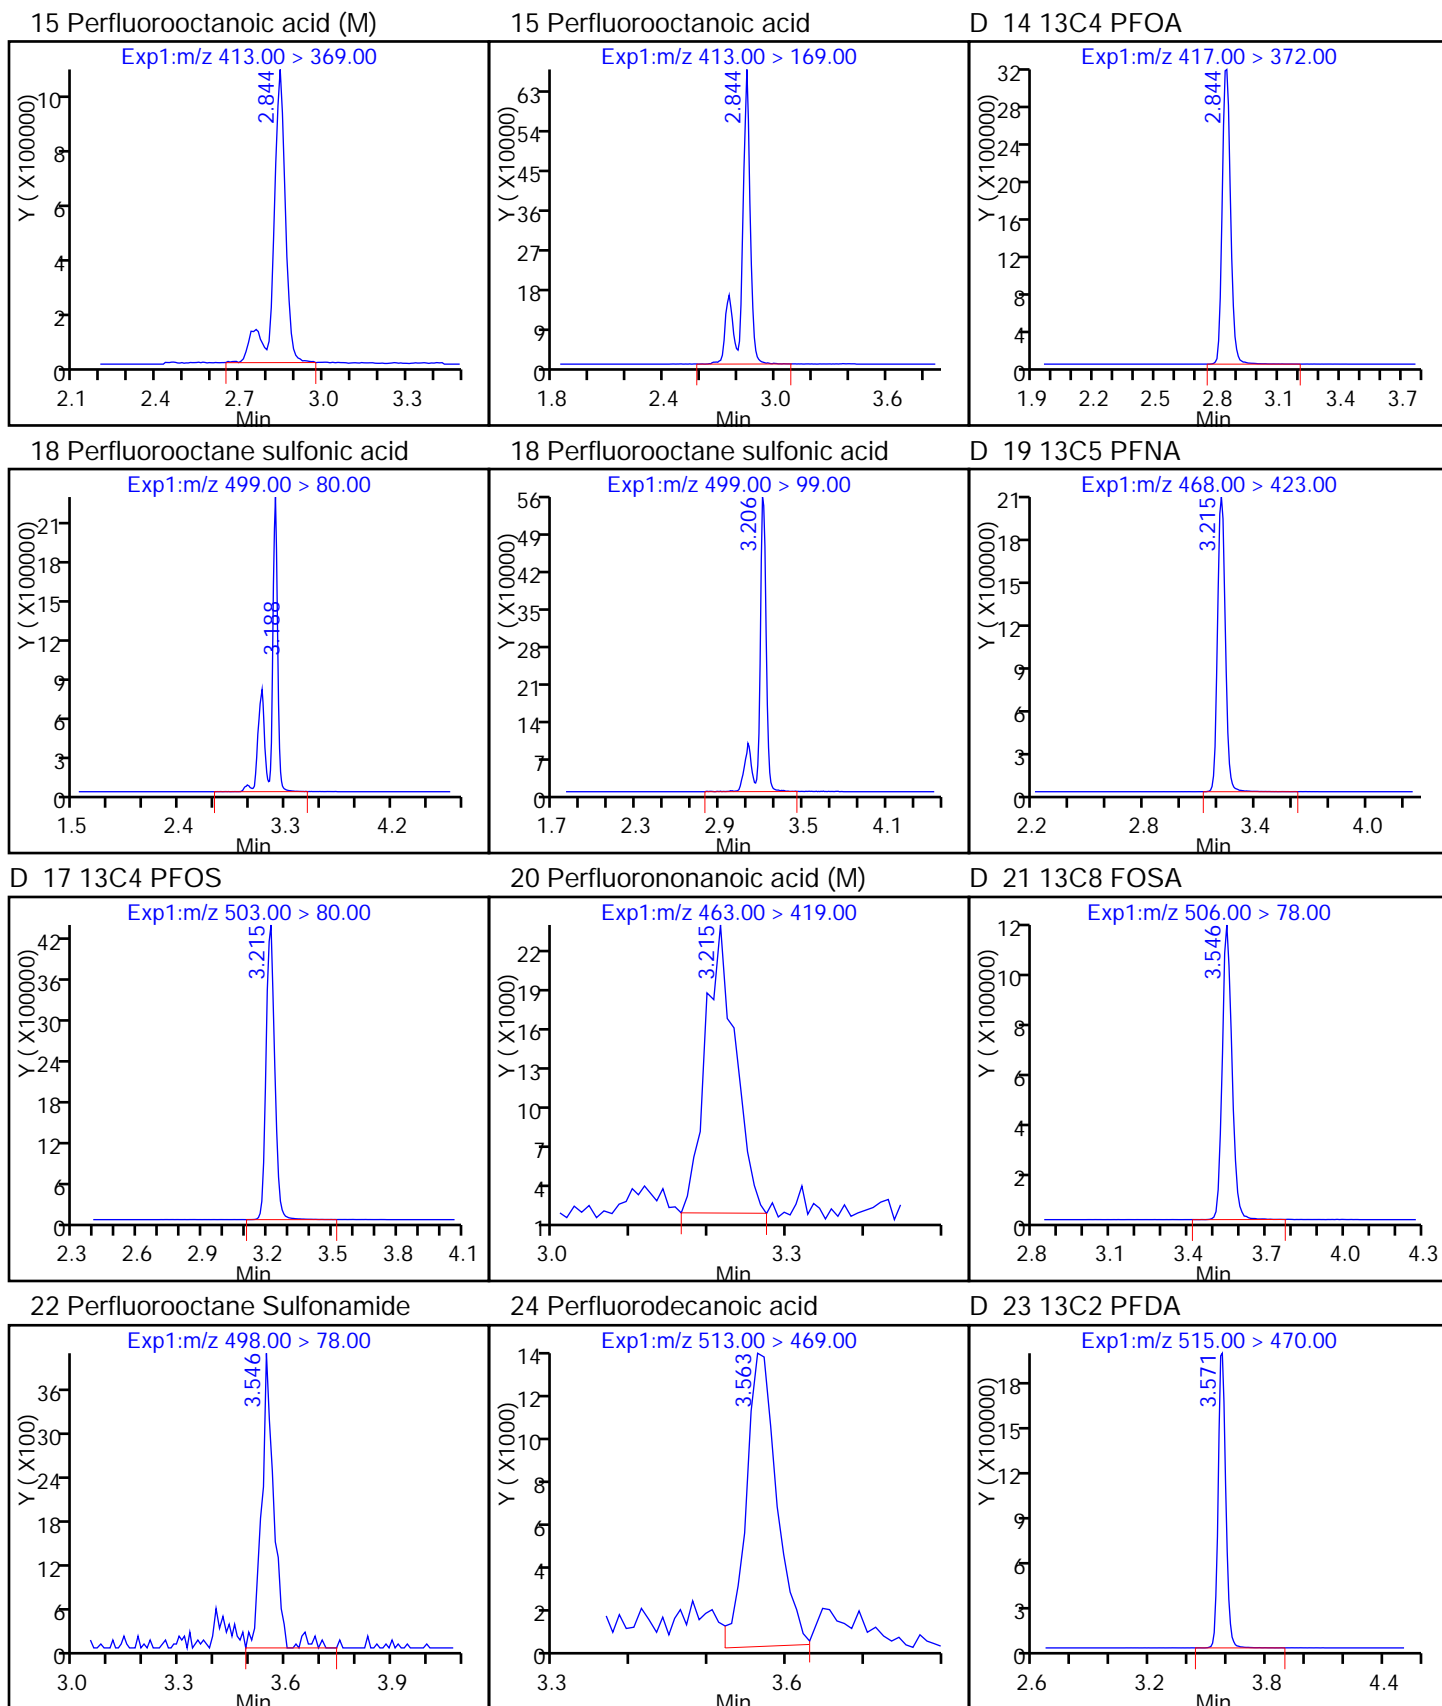 15 Perfluorooctanoic acid (M)
Exp1:m/z 413.00 > 369.00
2.844
Y ( X100000)
10
8
6
4
2
0
2.1 2.4 2.7 3.0 3.3
Min
15 Perfluorooctanoic acid
Exp1:m/z 413.00 > 169.00
2.844
Y ( X10000)
63
54
45
36
27
18
9
0
1.8 2.4 3.0 3.6
Min
D 14 13C4 PFOA
Exp1:m/z 417.00 > 372.00
2.844
Y ( X100000)
32
28
24
20
16
12
8
4
0
1.9 2.2 2.5 2.8 3.1 3.4 3.7
Min
18 Perfluorooctane sulfonic acid
Exp1:m/z 499.00 > 80.00
3.188
Y ( X100000)
21
18
15
12
9
6
3
0
1.5 2.4 3.3 4.2
Min
18 Perfluorooctane sulfonic acid
Exp1:m/z 499.00 > 99.00
3.206
Y ( X10000)
56
49
42
35
28
21
14
7
0
1.7 2.3 2.9 3.5 4.1
Min
D 19 13C5 PFNA
Exp1:m/z 468.00 > 423.00
3.215
Y ( X100000)
21
18
15
12
9
6
3
0
2.2 2.8 3.4 4.0
Min
D 17 13C4 PFOS
Exp1:m/z 503.00 > 80.00
3.215
Y ( X100000)
42
36
30
24
18
12
6
0
2.3 2.6 2.9 3.2 3.5 3.8 4.1
Min
20 Perfluorononanoic acid (M)
Exp1:m/z 463.00 > 419.00
3.215
Y ( X1000)
22
19
16
13
10
7
4
1
3.0 3.3
Min
D 21 13C8 FOSA
Exp1:m/z 506.00 > 78.00
3.546
Y ( X1000000)
12
10
8
6
4
2
0
2.8 3.1 3.4 3.7 4.0 4.3
Min
22 Perfluorooctane Sulfonamide
Exp1:m/z 498.00 > 78.00
3.546
Y ( X100)
36
30
24
18
12
6
0
3.0 3.3 3.6 3.9
Min
24 Perfluorodecanoic acid
Exp1:m/z 513.00 > 469.00
3.563
Y ( X1000)
14
12
10
8
6
4
2
0
3.3 3.6
Min
D 23 13C2 PFDA
Exp1:m/z 515.00 > 470.00
3.571
Y ( X100000)
18
15
12
9
6
3
0
2.6 3.2 3.8 4.4
Min